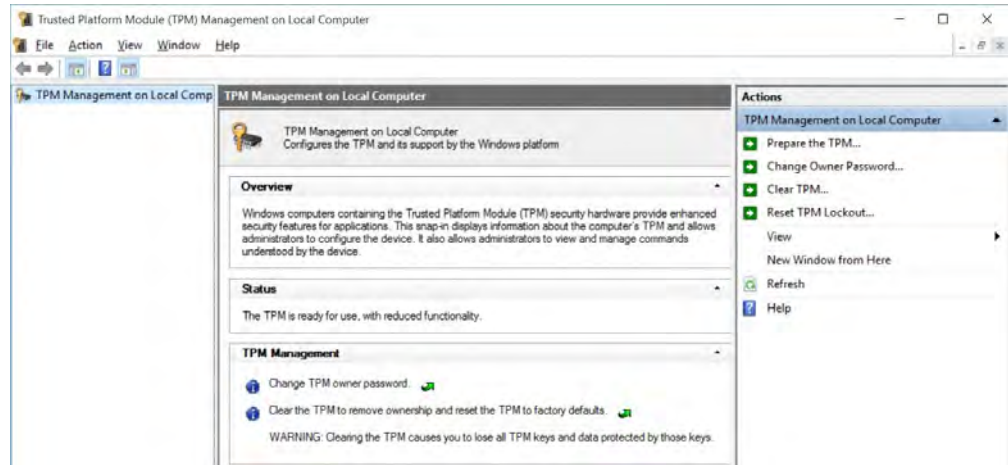 Trusted Platform Module (TPM) Management on Local Computer
File Action View Window Help
TPM Management on Local Comp
TPM Management on Local Computer
TPM Management on Local Computer
Configures the TPM and its support by the Windows platform
Overview
Windows computers containing the Trusted Platform Module (TPM) security hardware provide enhanced
security features for applications. This snap-in displays information about the computer's TPM and allows
administrators to configure the device. It also allows administrators to view and manage commands
understood by the device.
Status
The TPM is ready for use, with reduced functionality.
TPM Management
Change TPM owner password.
Clear the TPM to remove ownership and reset the TPM to factory defaults.
WARNING: Clearing the TPM causes you to lose all TPM keys and data protected by those keys.
Actions
TPM Management on Local Computer
Prepare the TPM...
Change Owner Password...
Clear TPM...
Reset TPM Lockout...
View
New Window from Here
Refresh
Help